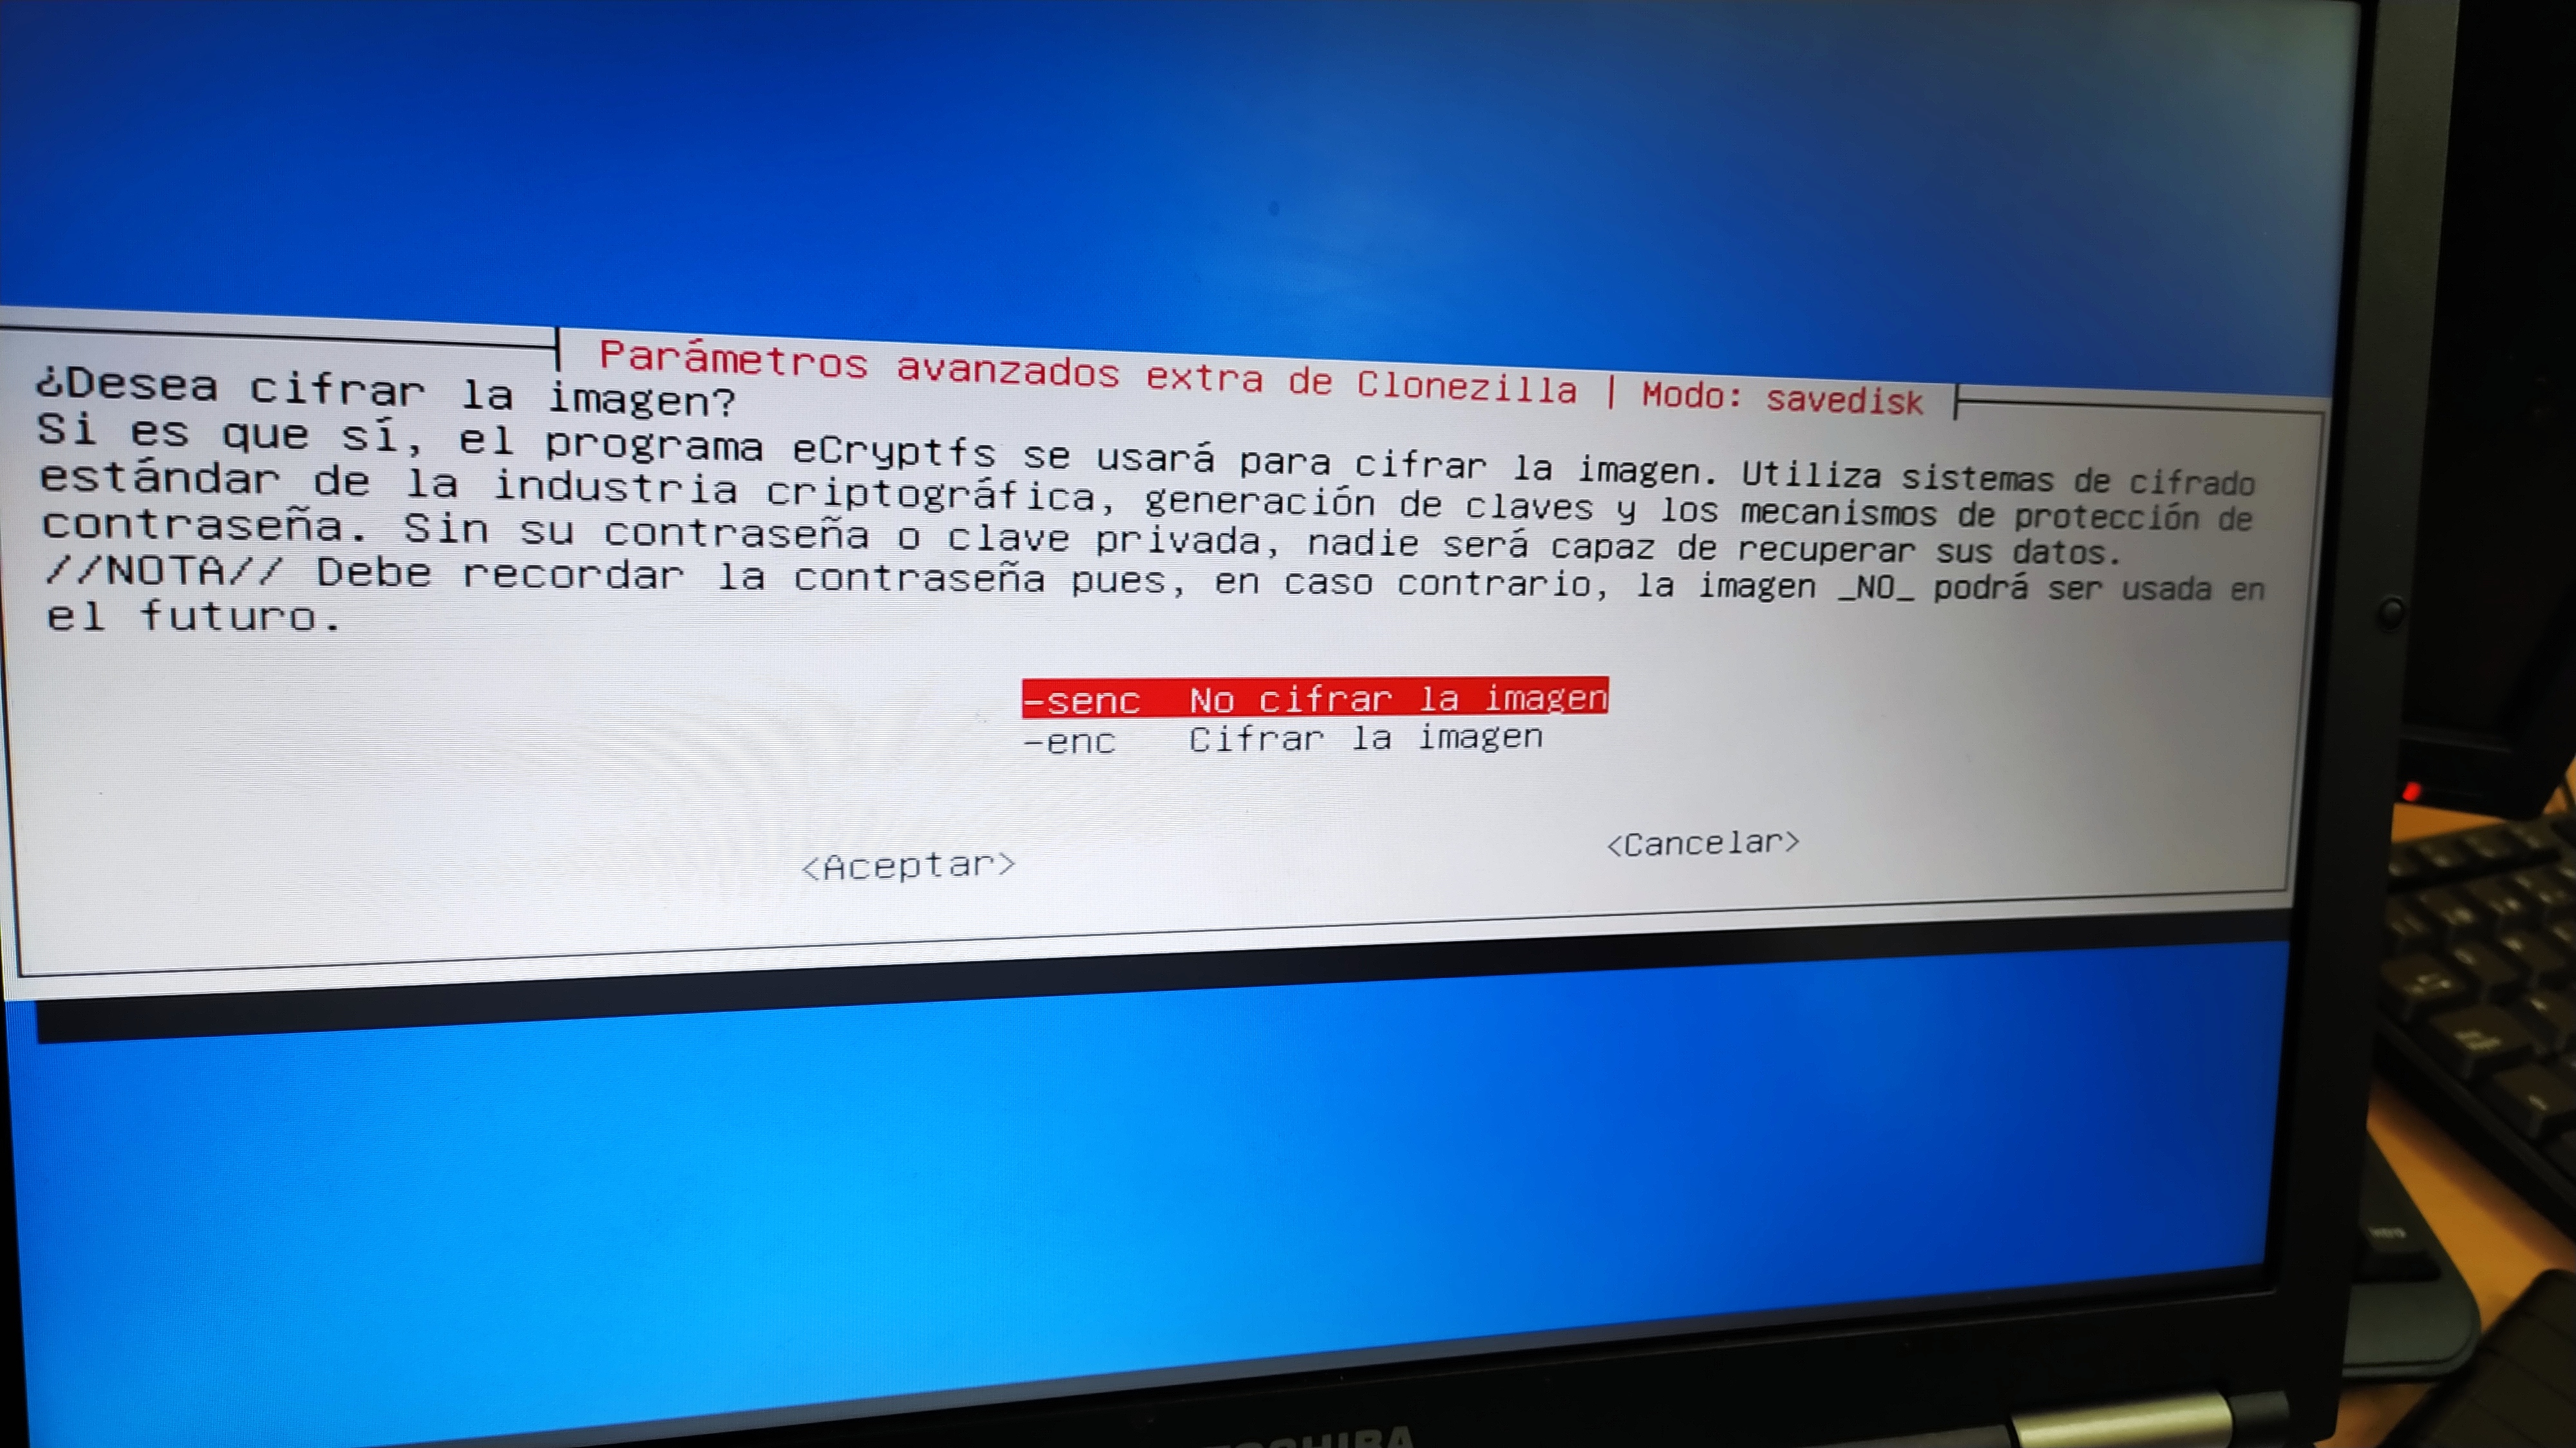 Parámetros avanzados extra de Clonezilla | Modo: savedisk
¿Desea cifrar la imagen?
Si es que sí, el programa eCryptfs se usará para cifrar la imagen. Utiliza sistemas de cifrado
estándar de la industria criptográfica, generación de claves y los mecanismos de protección de
contraseña. Sin su contraseña o clave privada, nadie será capaz de recuperar sus datos.
//NOTA// Debe recordar la contraseña pues, en caso contrario, la imagen _NO_ podrá ser usada en
el futuro.
-senc No cifrar la imagen
-enc Cifrar la imagen
<Aceptar> <Cancelar>
TOSHIBA